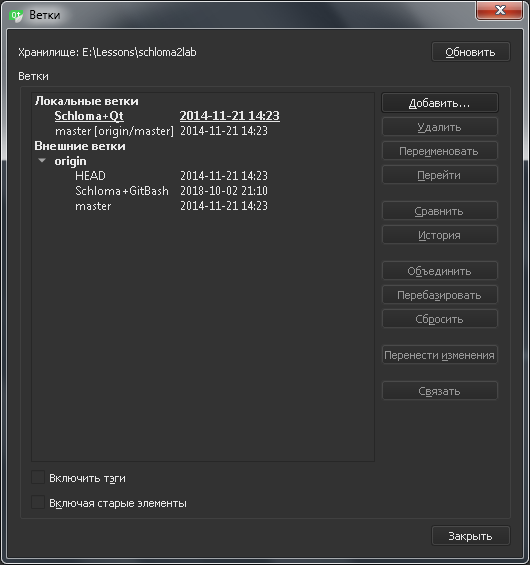 Qt Ветки
Хранилище: E:\Lessons\schloma2lab
Обновить
Ветки
Локальные ветки
Schloma+Qt 2014-11-21 14:23
master [origin/master] 2014-11-21 14:23
Внешние ветки
origin
HEAD 2014-11-21 14:23
Schloma+GitBash 2018-10-02 21:10
master 2014-11-21 14:23
Добавить...
Удалить
Переименовать
Перейти
Сравнить
История
Объединить
Перебазировать
Сбросить
Перенести изменения
Связать
Включить тэги
Включая старые элементы
Закрыть